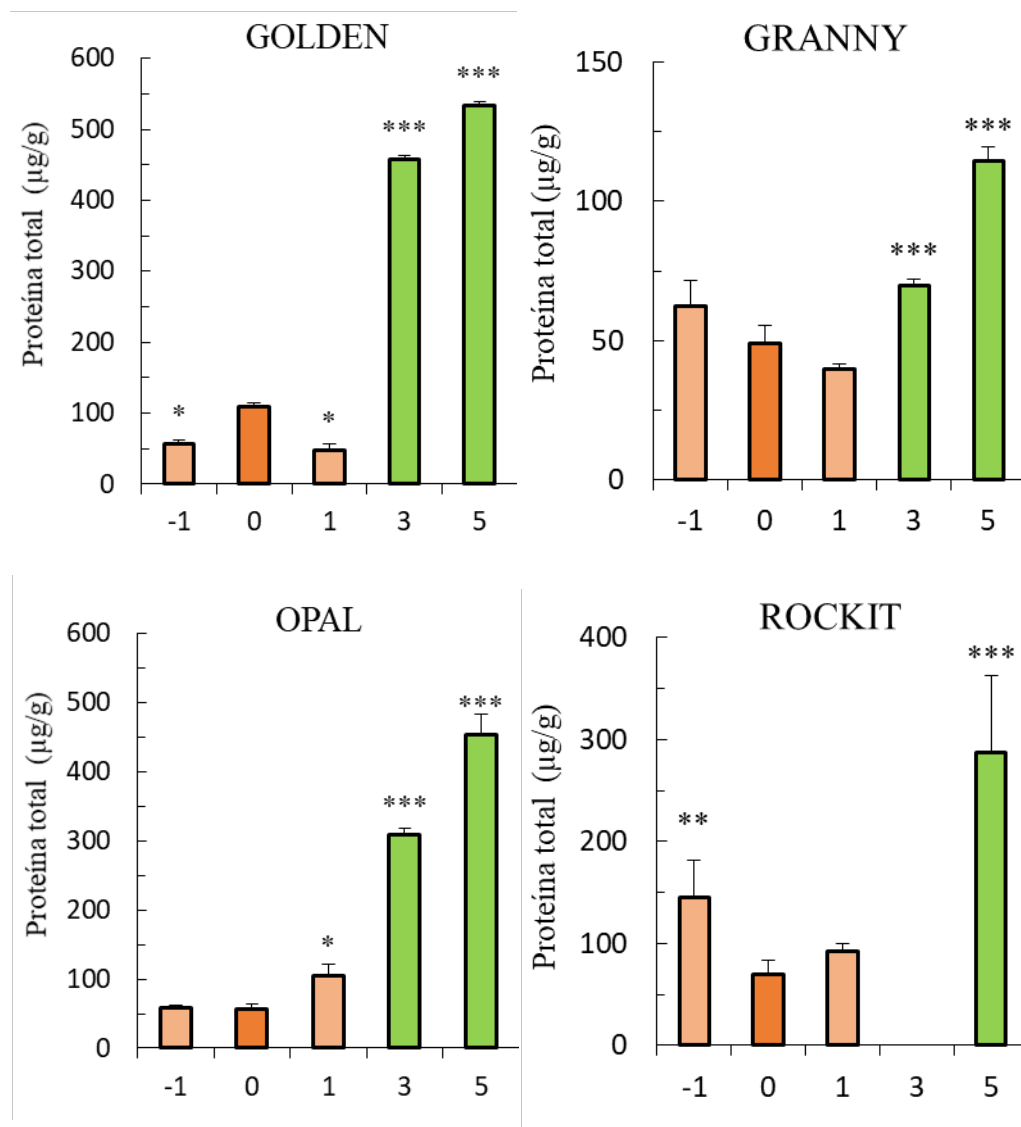 GOLDEN
Proteína total (µg/g)
600
500
400
300
200
100
0
*
*
***
***
-1 0 1 3 5
GRANNY
Proteína total (µg/g)
150
100
50
0
***
***
-1 0 1 3 5
OPAL
Proteína total (µg/g)
600
500
400
300
200
100
0
*
***
***
-1 0 1 3 5
ROCKIT
Proteína total (µg/g)
400
300
200
100
0
**
***
-1 0 1 3 5